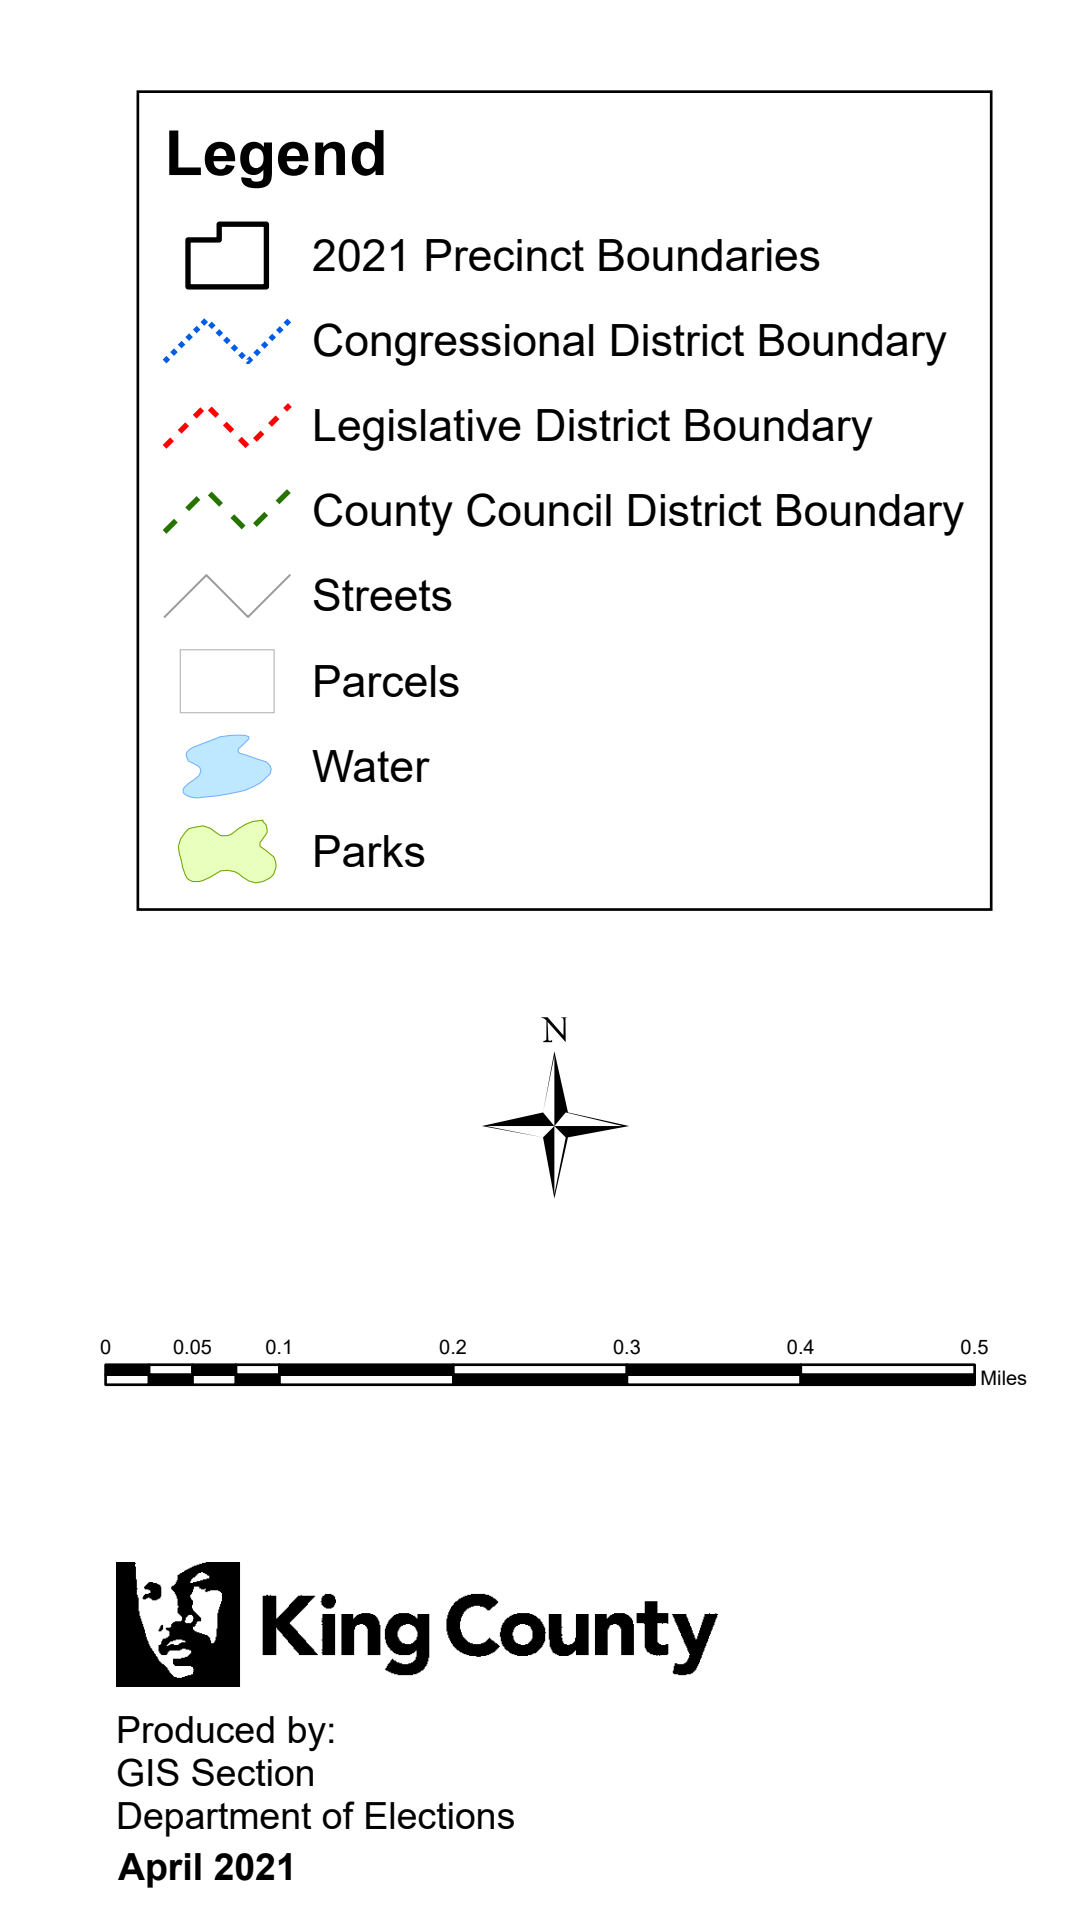 Legend
2021 Precinct Boundaries
Congressional District Boundary
Legislative District Boundary
County Council District Boundary
Streets
Parcels
Water
Parks
N
0 0.05 0.1 0.2 0.3 0.4 0.5
Miles
King County
Produced by:
GIS Section
Department of Elections
April 2021